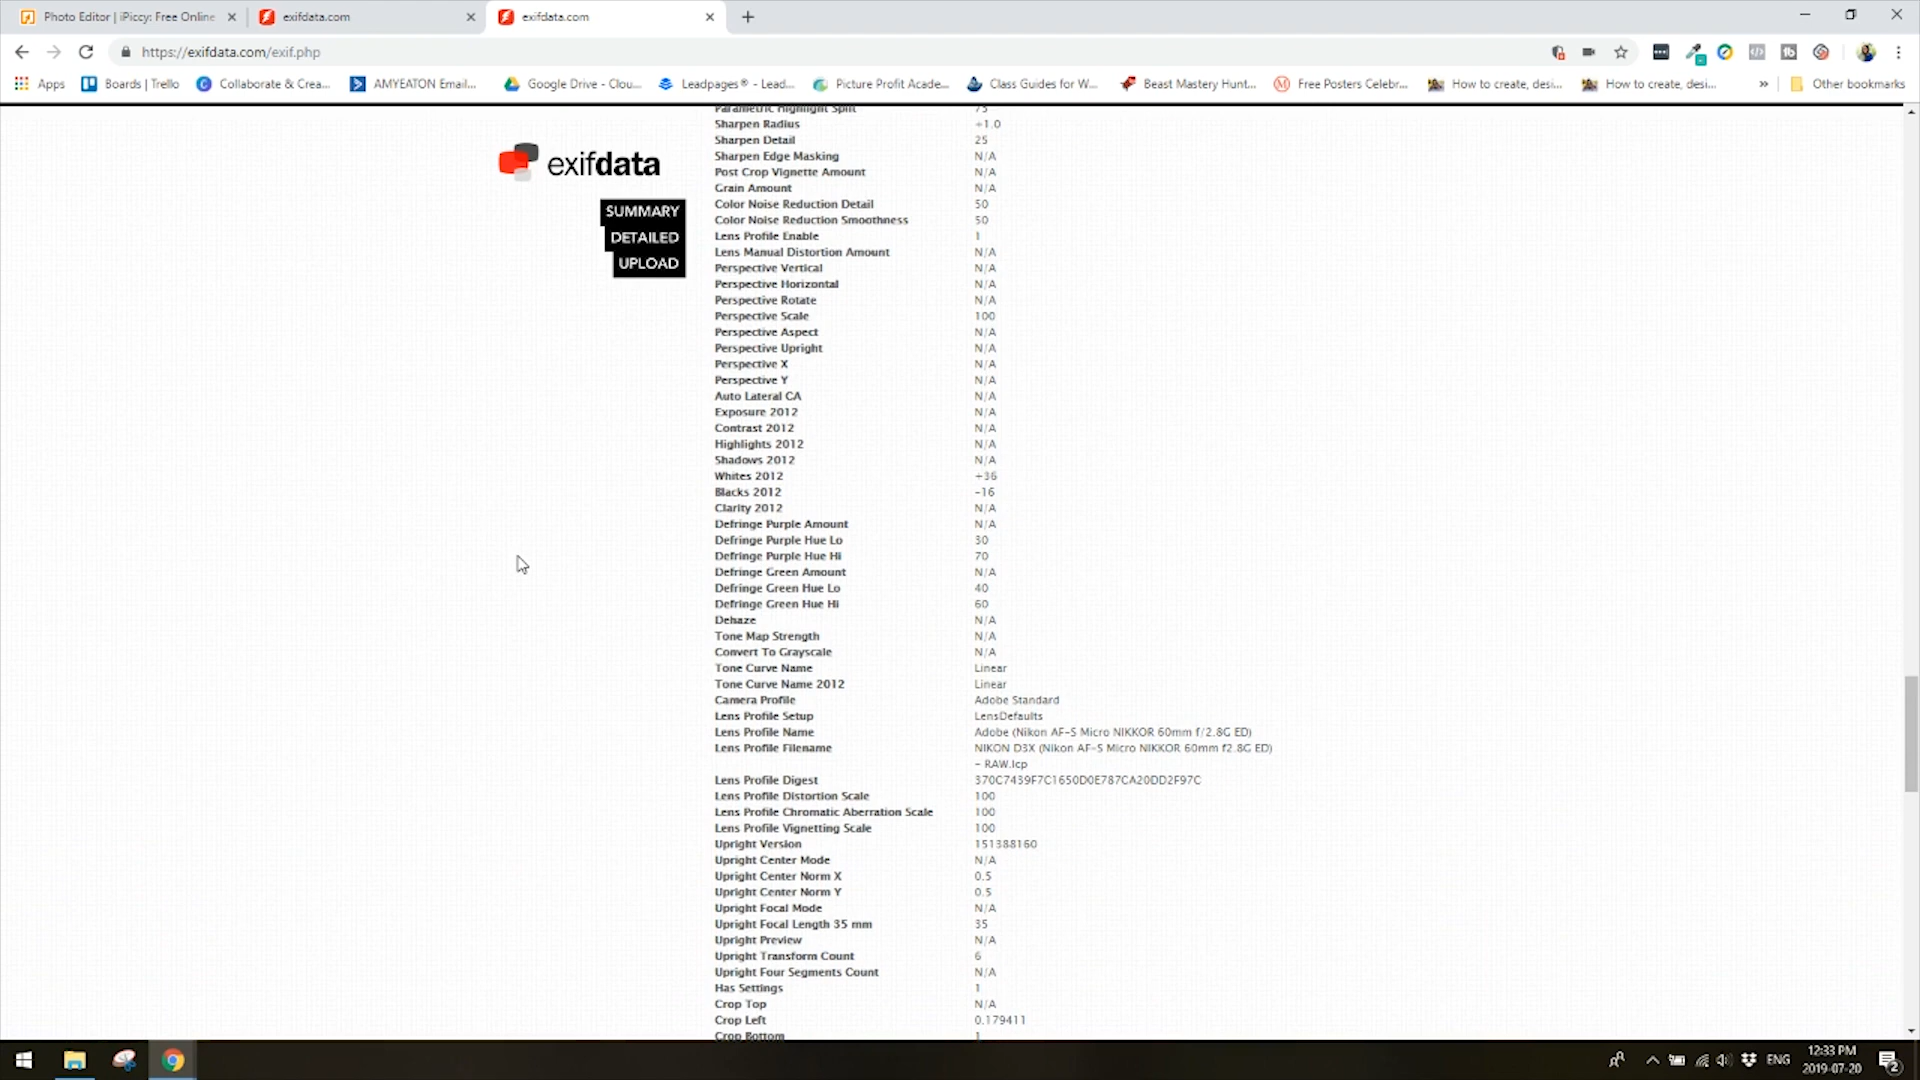 Photo Editor | iPiccy: Free Online
exifdata.com
exifdata.com
https://exifdata.com/exif.php
Apps
Boards | Trello
Collaborate & Crea...
AMYEATON Email...
Google Drive - Clou...
Leadpages® - Lead...
Picture Profit Acade...
Class Guides for W...
Beast Mastery Hunt...
Free Posters Celebr...
How to create, desi...
How to create, desi...
»
Other bookmarks
exifdata
SUMMARY
DETAILED
UPLOAD
Parametric Highlight Split 75
Sharpen Radius +1.0
Sharpen Detail 25
Sharpen Edge Masking N/A
Post Crop Vignette Amount N/A
Grain Amount N/A
Color Noise Reduction Detail 50
Color Noise Reduction Smoothness 50
Lens Profile Enable 1
Lens Manual Distortion Amount N/A
Perspective Vertical N/A
Perspective Horizontal N/A
Perspective Rotate N/A
Perspective Scale 100
Perspective Aspect N/A
Perspective Upright N/A
Perspective X N/A
Perspective Y N/A
Auto Lateral CA N/A
Exposure 2012 N/A
Contrast 2012 N/A
Highlights 2012 N/A
Shadows 2012 N/A
Whites 2012 +36
Blacks 2012 -16
Clarity 2012 N/A
Defringe Purple Amount N/A
Defringe Purple Hue Lo 30
Defringe Purple Hue Hi 70
Defringe Green Amount N/A
Defringe Green Hue Lo 40
Defringe Green Hue Hi 60
Dehaze N/A
Tone Map Strength N/A
Convert To Grayscale N/A
Tone Curve Name Linear
Tone Curve Name 2012 Linear
Camera Profile Adobe Standard
Lens Profile Setup LensDefaults
Lens Profile Name Adobe (Nikon AF-S Micro NIKKOR 60mm f/2.8G ED)
Lens Profile Filename NIKON D3X (Nikon AF-S Micro NIKKOR 60mm f2.8G ED)
- RAW.lcp
Lens Profile Digest 370C7439F7C1650D0E787CA20DD2F97C
Lens Profile Distortion Scale 100
Lens Profile Chromatic Aberration Scale 100
Lens Profile Vignetting Scale 100
Upright Version 151388160
Upright Center Mode N/A
Upright Center Norm X 0.5
Upright Center Norm Y 0.5
Upright Focal Mode N/A
Upright Focal Length 35 mm 35
Upright Preview N/A
Upright Transform Count 6
Upright Four Segments Count N/A
Has Settings 1
Crop Top N/A
Crop Left 0.179411
Crop Bottom 1
ENG
12:33 PM
2019-07-20
2